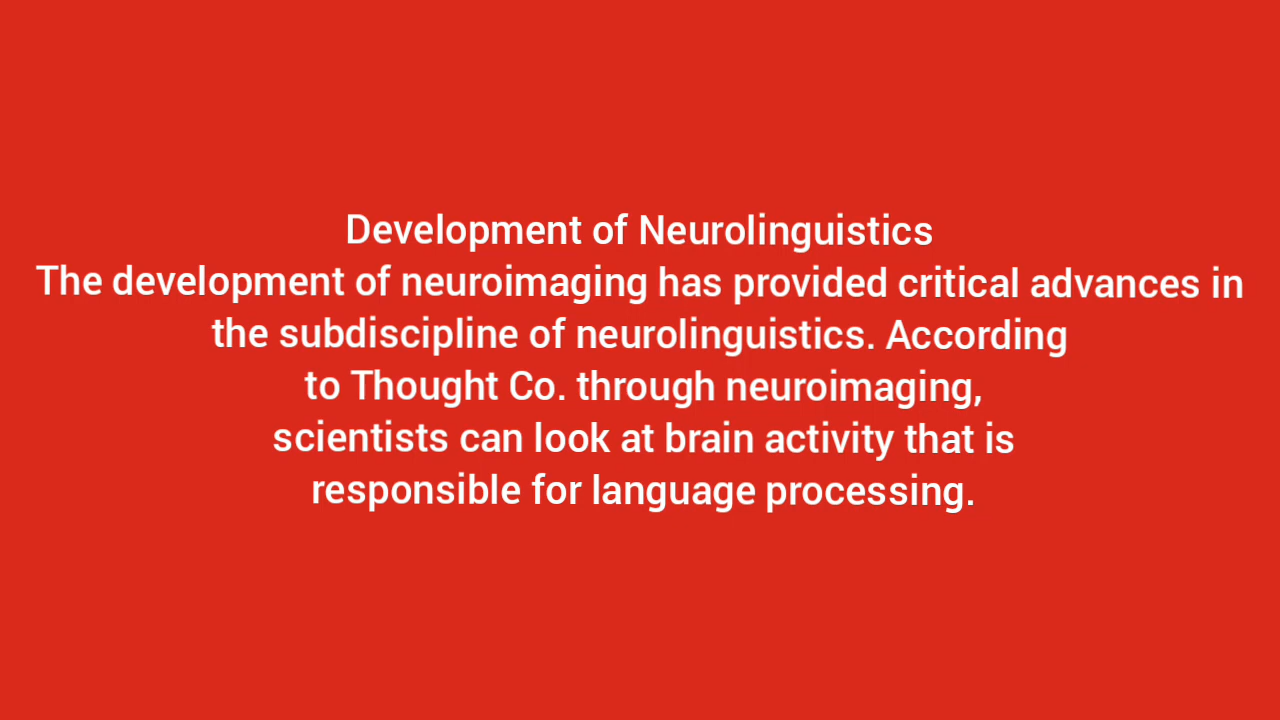 Development of Neurolinguistics
The development of neuroimaging has provided critical advances in
the subdiscipline of neurolinguistics. According
to Thought Co. through neuroimaging,
scientists can look at brain activity that is
responsible for language processing.